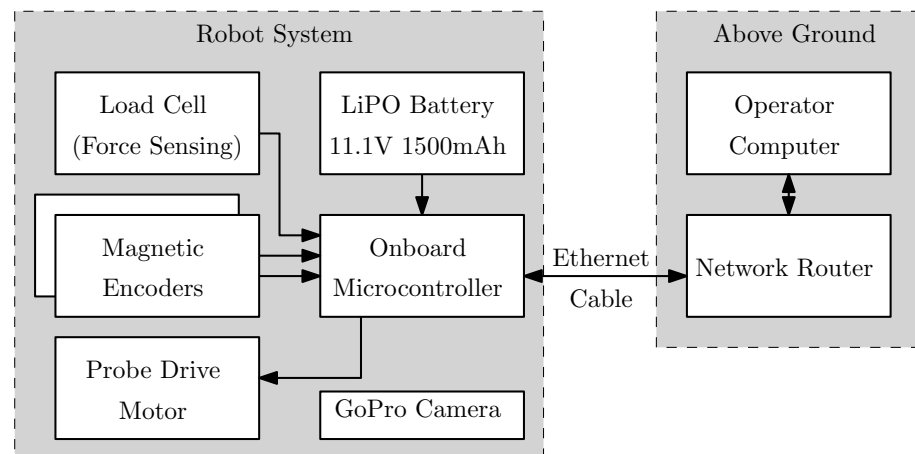 Robot System
Load Cell
(Force Sensing)
LiPO Battery
11.1V 1500mAh
Magnetic
Encoders
Onboard
Microcontroller
Probe Drive
Motor
GoPro Camera
Ethernet
Cable
Above Ground
Operator
Computer
Network Router